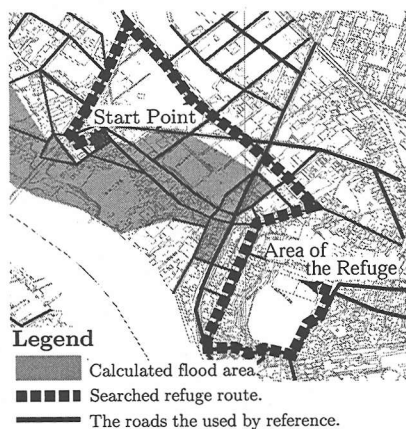 Start Point
Area of
the Refuge
Legend
Calculated flood area.
Searched refuge route.
The roads the used by reference.